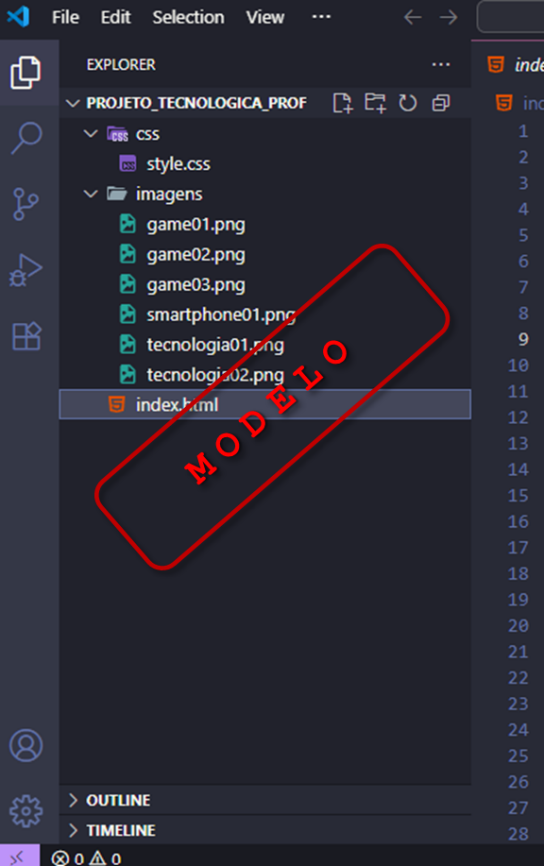 File Edit Selection View ...
EXPLORER ...
PROJETO_TECNOLOGICA_PROF
css
style.css
imagens
game01.png
game02.png
game03.png
smartphone01.png
tecnologia01.png
tecnologia02.png
index.html
MODELO
OUTLINE
TIMELINE
0 0
1
2
3
4
5
6
7
8
9
10
11
12
13
14
15
16
17
18
19
20
21
22
23
24
25
26
27
28